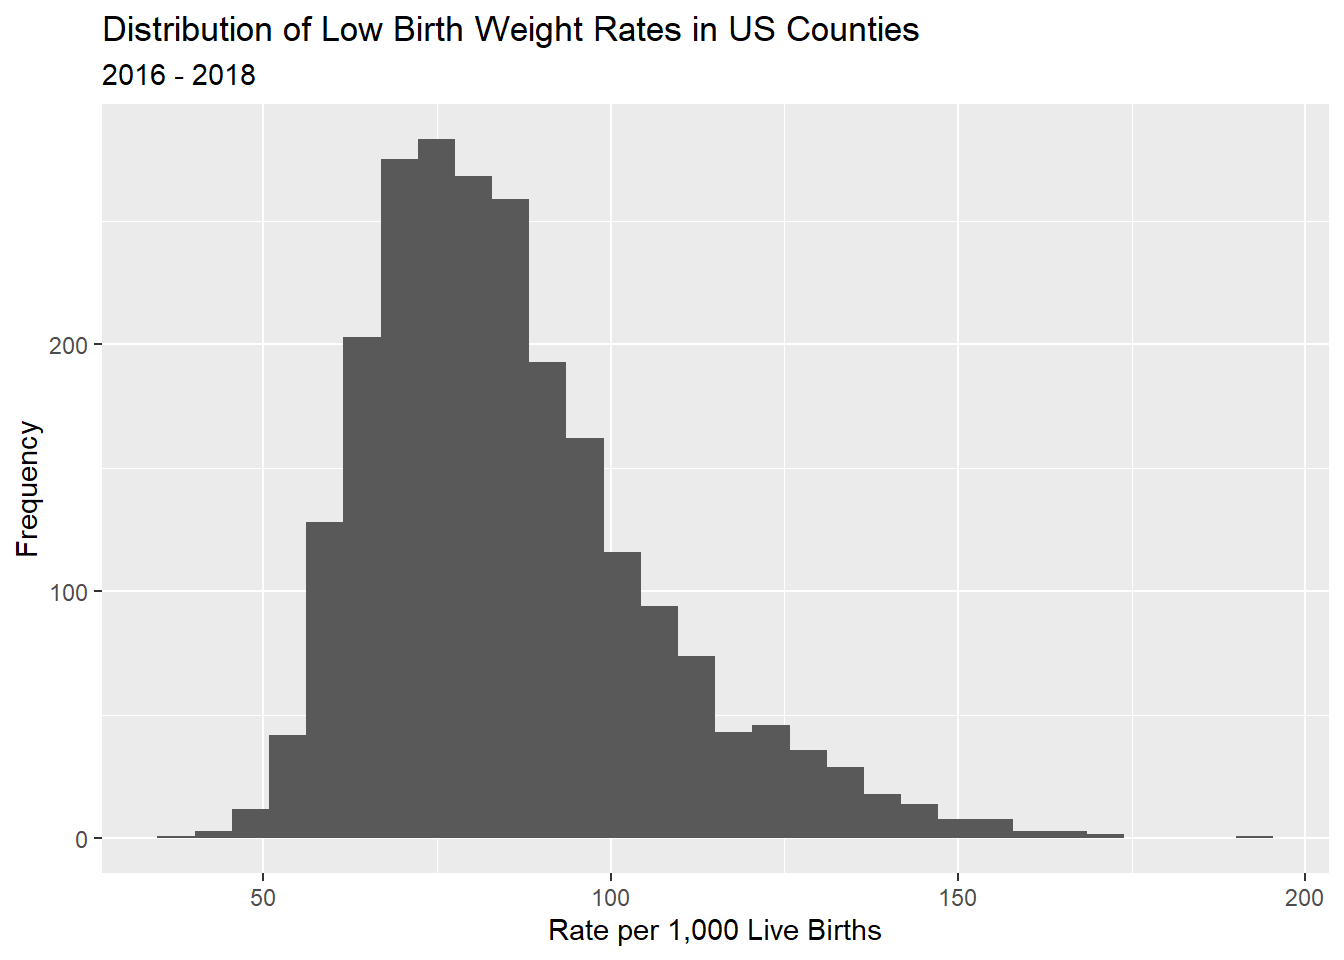 Distribution of Low Birth Weight Rates in US Counties
2016 - 2018
Frequency
200
100
0
50 100 150 200
Rate per 1,000 Live Births